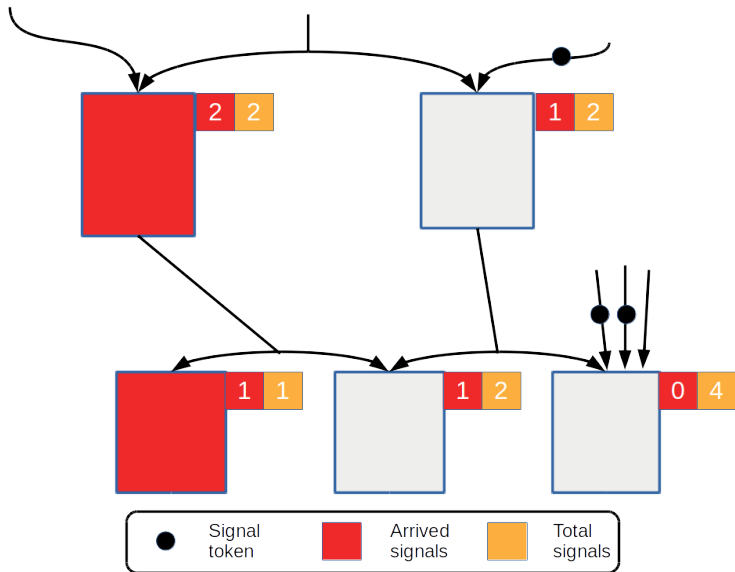 2 2
1 2
1 1
1 2
0 4
Signal
token
Arrived
signals
Total
signals